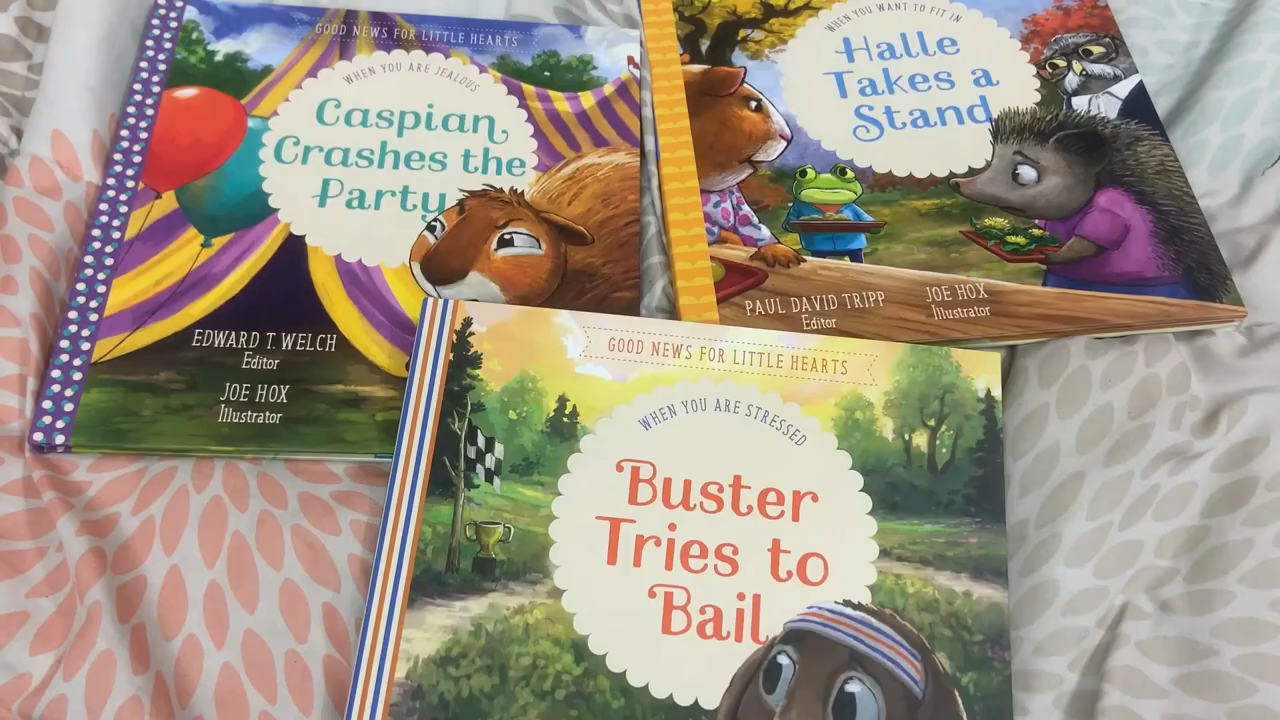 GOOD NEWS FOR LITTLE HEARTS
WHEN YOU ARE JEALOUS
Caspian
Crashes the
Party
EDWARD T. WELCH
Editor
JOE HOX
Illustrator
WHEN YOU WANT TO FIT IN
Halle
Takes a
Stand
PAUL DAVID TRIPP
Editor
JOE HOX
Illustrator
GOOD NEWS FOR LITTLE HEARTS
WHEN YOU ARE STRESSED
Buster
Tries to
Bail